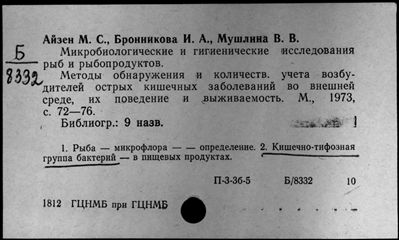 Б
8332
Айзен М. С., Бронникова И. А., Мушлина В. В.
Микробиологические и гигиенические исследования
рыб и рыбопродуктов.
Методы обнаружения и количеств. учета возбу-
дителей острых кишечных заболеваний во внешней
среде, их поведение и выживаемость. М., 1973,
с. 72—76.
Библиогр.: 9 назв.
1. Рыба — микрофлора — — определение. 2. Кишечно-тифозная
группа бактерий — в пищевых продуктах.
П-3-3б-5 Б/8332 10
1812 ГЦНМБ при ГЦНМБ